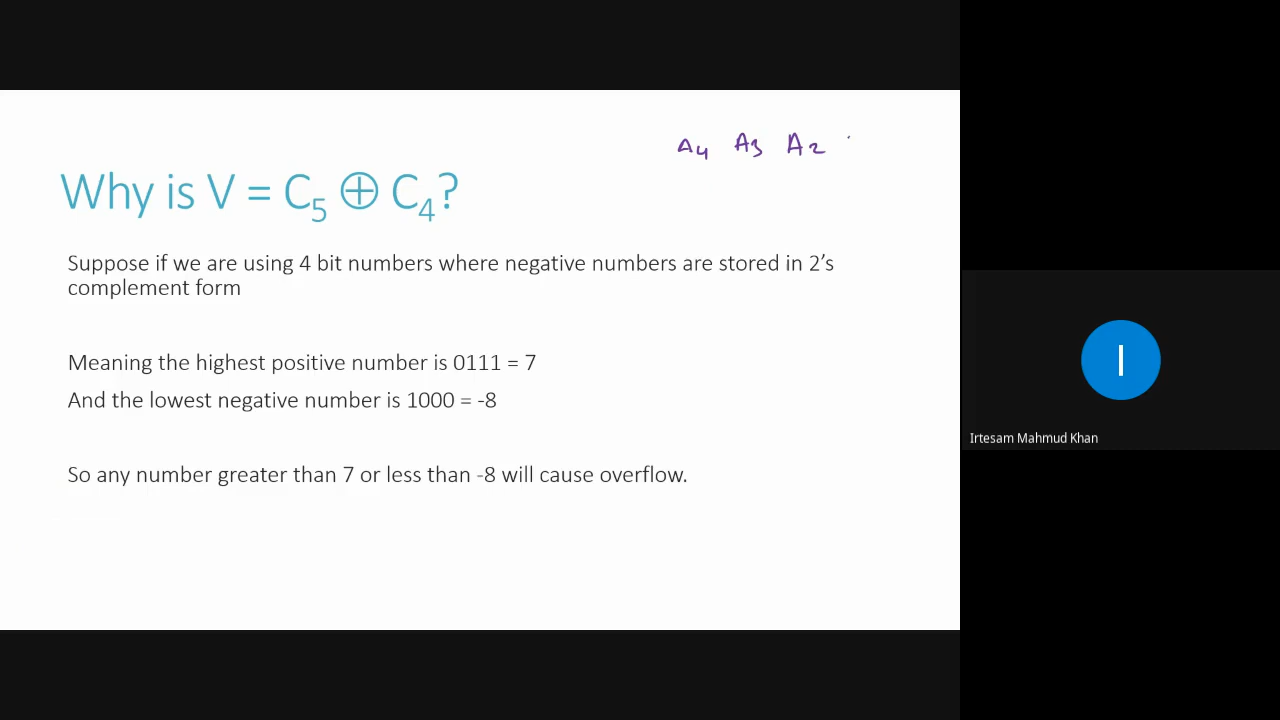 A4 A3 A2
Why is V = C5 ⊕ C4?
Suppose if we are using 4 bit numbers where negative numbers are stored in 2’s
complement form
Meaning the highest positive number is 0111 = 7
And the lowest negative number is 1000 = -8
So any number greater than 7 or less than -8 will cause overflow.
I
Irtesam Mahmud Khan